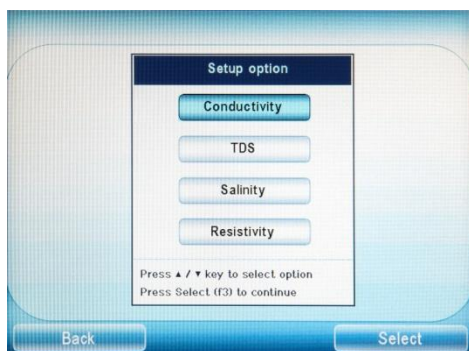 Setup option
Conductivity
TDS
Salinity
Resistivity
Press ▲ / ▼ key to select option
Press Select (f3) to continue
Back
Select